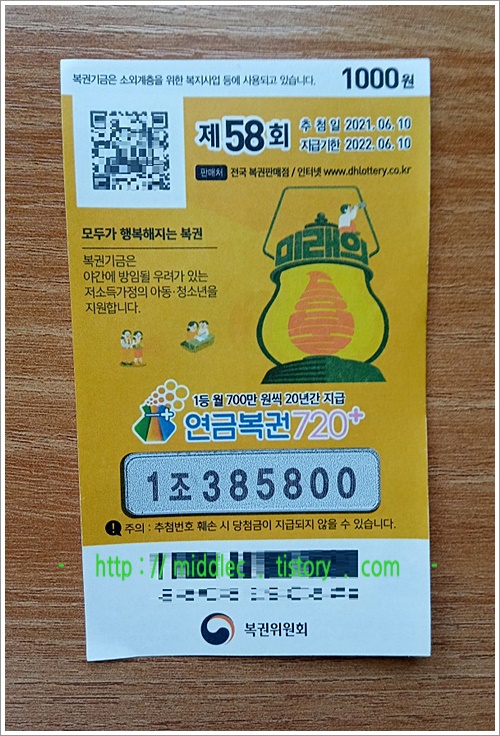 복권기금은 소외계층을 위한 복지사업 등에 사용되고 있습니다. 1000원
제58회
추첨일 2021. 06. 10
지급기한 2022. 06. 10
판매처 전국 복권판매점 / 인터넷 www.dhlottery.co.kr
모두가 행복해지는 복권
복권기금은
야간에 방임될 우려가 있는
저소득가정의 아동·청소년을
지원합니다.
미래의
1등 월 700만 원씩 20년간 지급
연금복권720+
1조 385800
주의 : 추첨번호 훼손 시 당첨금이 지급되지 않을 수 있습니다.
- http : // middlec . tistory . com -
복권위원회